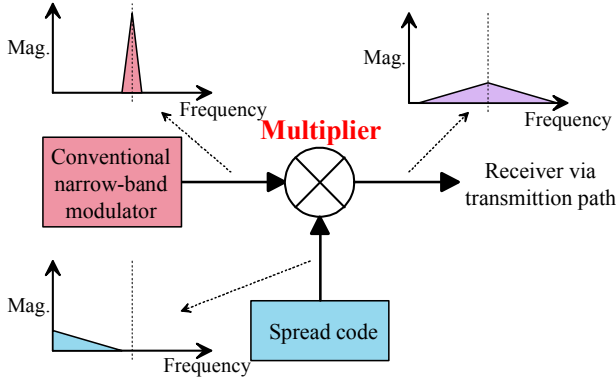 Mag.
Frequency
Mag.
Frequency
Multiplier
Conventional
narrow-band
modulator
Receiver via
transmittion path
Mag.
Frequency
Spread code